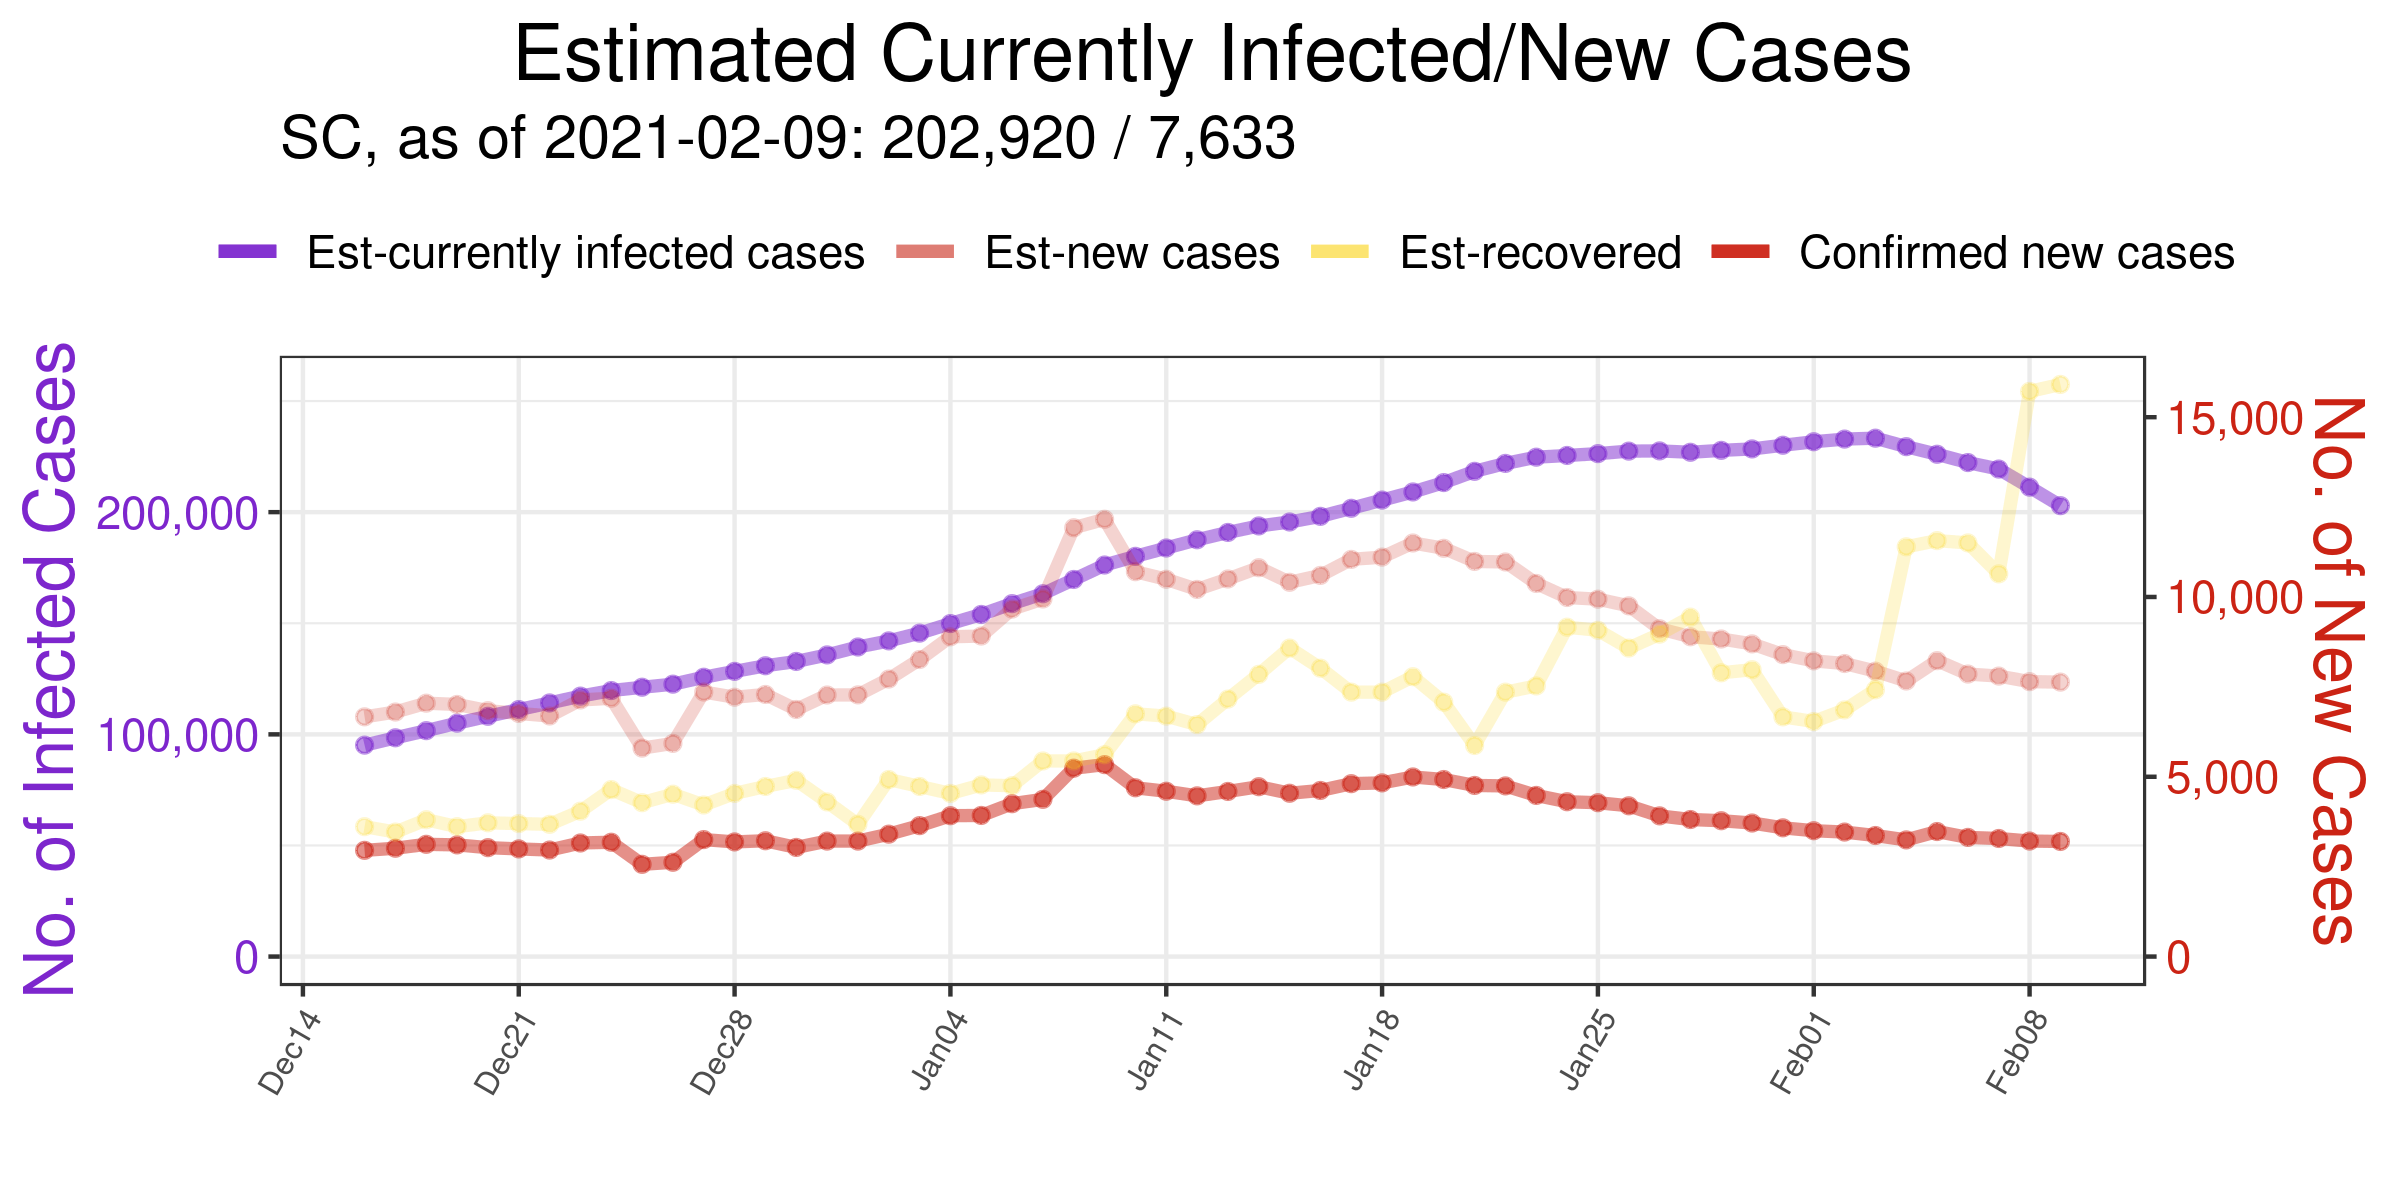 Estimated Currently Infected/New Cases
SC, as of 2021-02-09: 202,920 / 7,633
Est-currently infected cases Est-new cases Est-recovered Confirmed new cases
No. of Infected Cases
200,000
100,000
0
15,000
10,000
5,000
0
No. of New Cases
Dec14 Dec21 Dec28 Jan04 Jan11 Jan18 Jan25 Feb01 Feb08